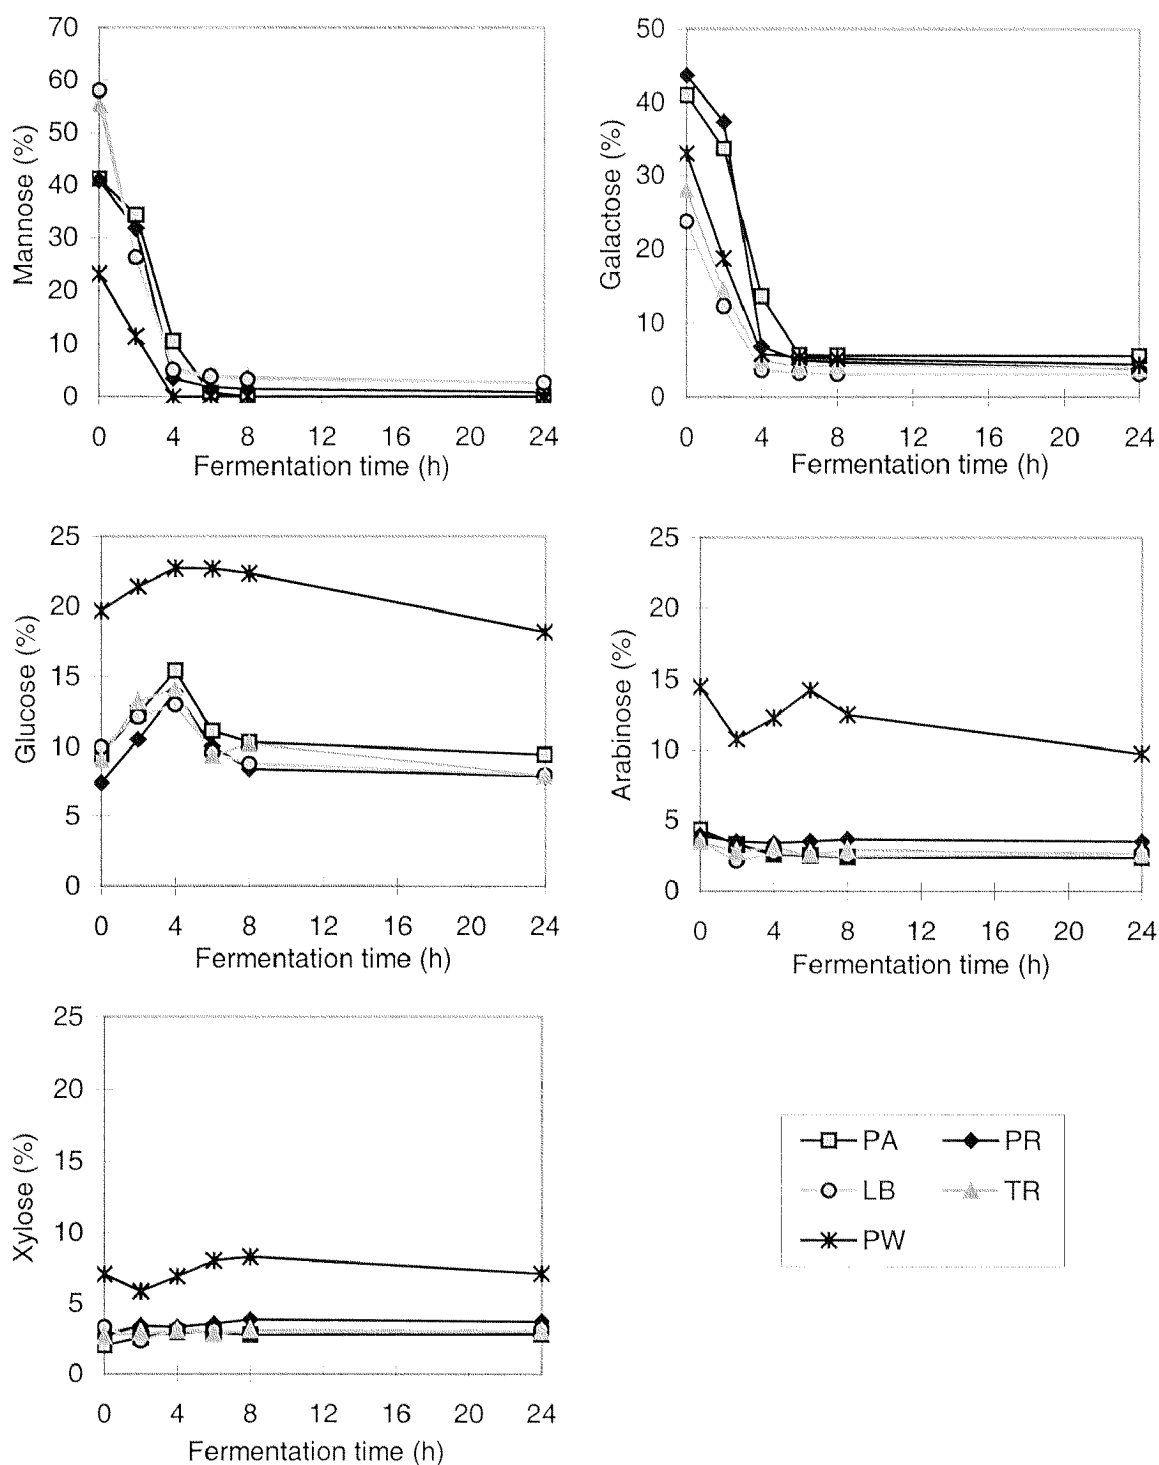 70
60
50
40
30
20
10
0
Mannose (%)
0 4 8 12 16 20 24
Fermentation time (h)
50
40
30
20
10
0
Galactose (%)
0 4 8 12 16 20 24
Fermentation time (h)
25
20
15
10
5
0
Glucose (%)
0 4 8 12 16 20 24
Fermentation time (h)
25
20
15
10
5
0
Arabinose (%)
0 4 8 12 16 20 24
Fermentation time (h)
25
20
15
10
5
0
Xylose (%)
0 4 8 12 16 20 24
Fermentation time (h)
PA PR
LB TR
PW